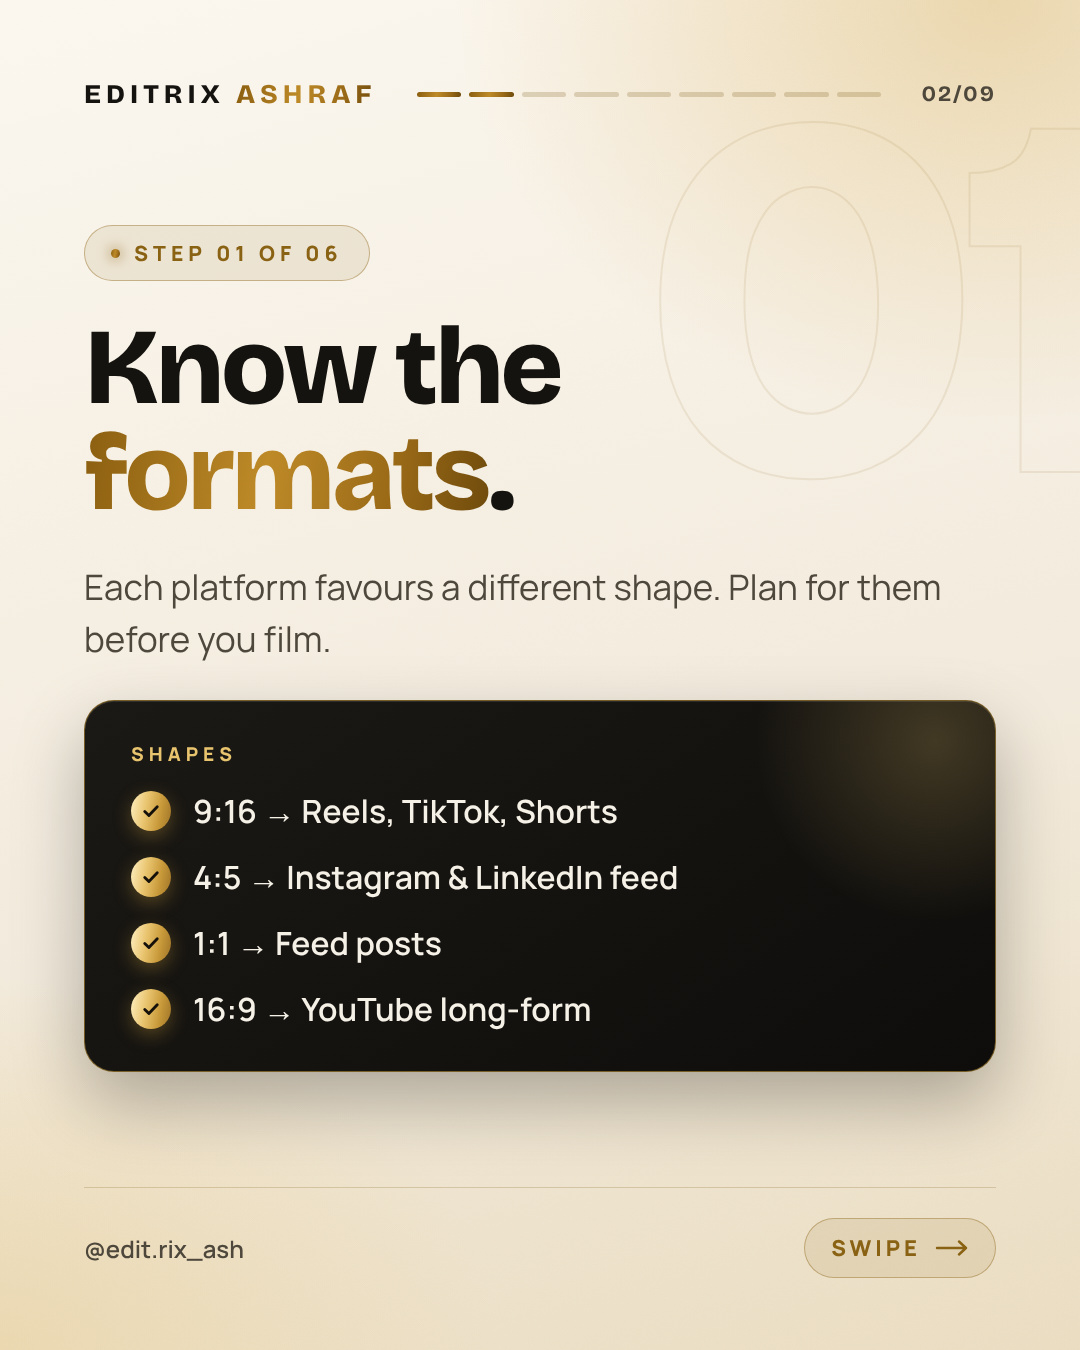 EDITRIX ASHRAF
02/09
01
STEP 01 OF 06
Know the
formats.
Each platform favours a different shape. Plan for them
before you film.
SHAPES
9:16 → Reels, TikTok, Shorts
4:5 → Instagram & LinkedIn feed
1:1 → Feed posts
16:9 → YouTube long-form
@edit.rix_ash
SWIPE →